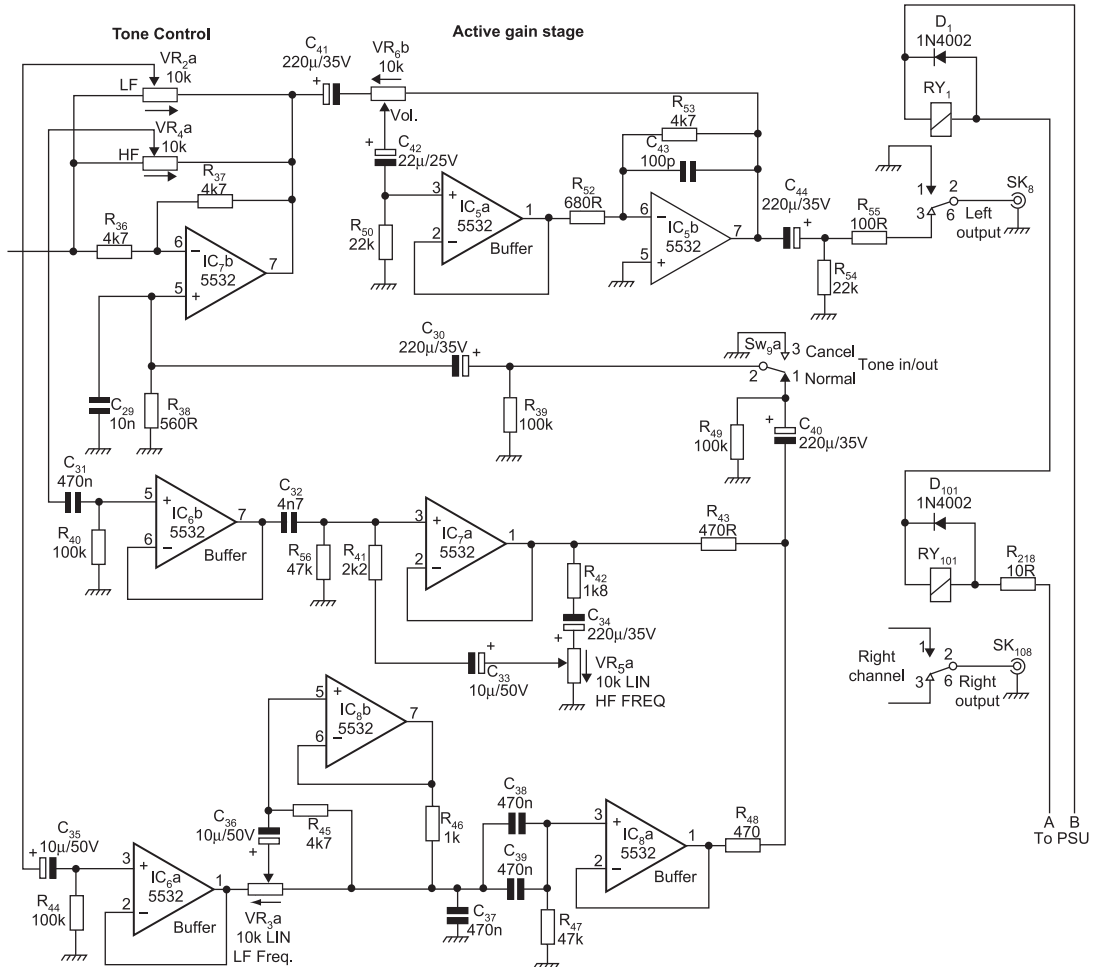 Tone Control
Active gain stage
VR2a
10k
LF
VR4a
10k
HF
R37
4k7
R36
4k7
6
−
IC7b
5532
7
5
+
C41
220μ/35V
+
VR6b
10k
Vol.
+
C42
22μ/25V
R50
22k
3
+
IC5a
5532
1
2
−
Buffer
R52
680R
R53
4k7
C43
100p
6
−
IC5b
5532
7
5
+
C44
220μ/35V
+
R54
22k
R55
100R
D1
1N4002
RY1
1
3
2
6
Left
output
SK8
C29
10n
R38
560R
C30
220μ/35V
+
R39
100k
Sw9a
3
Cancel
2
1
Normal
Tone in/out
R49
100k
+
C40
220μ/35V
C31
470n
R40
100k
5
+
IC6b
5532
7
6
−
Buffer
C32
4n7
R56
47k
R41
2k2
3
+
IC7a
5532
1
2
−
R42
1k8
C34
220μ/35V
+
R43
470R
VR5a
10k LIN
HF FREQ
C33
10μ/50V
+
D101
1N4002
RY101
R218
10R
Right
channel
1
3
2
6
Right
output
SK108
5
+
IC8b
5532
7
6
−
C36
10μ/50V
+
R45
4k7
R46
1k
C35
10μ/50V
+
R44
100k
3
+
IC6a
5532
1
2
−
Buffer
VR3a
10k LIN
LF Freq.
C37
470n
C38
470n
C39
470n
R47
47k
3
+
IC8a
5532
1
2
−
Buffer
R48
470
A B
To PSU